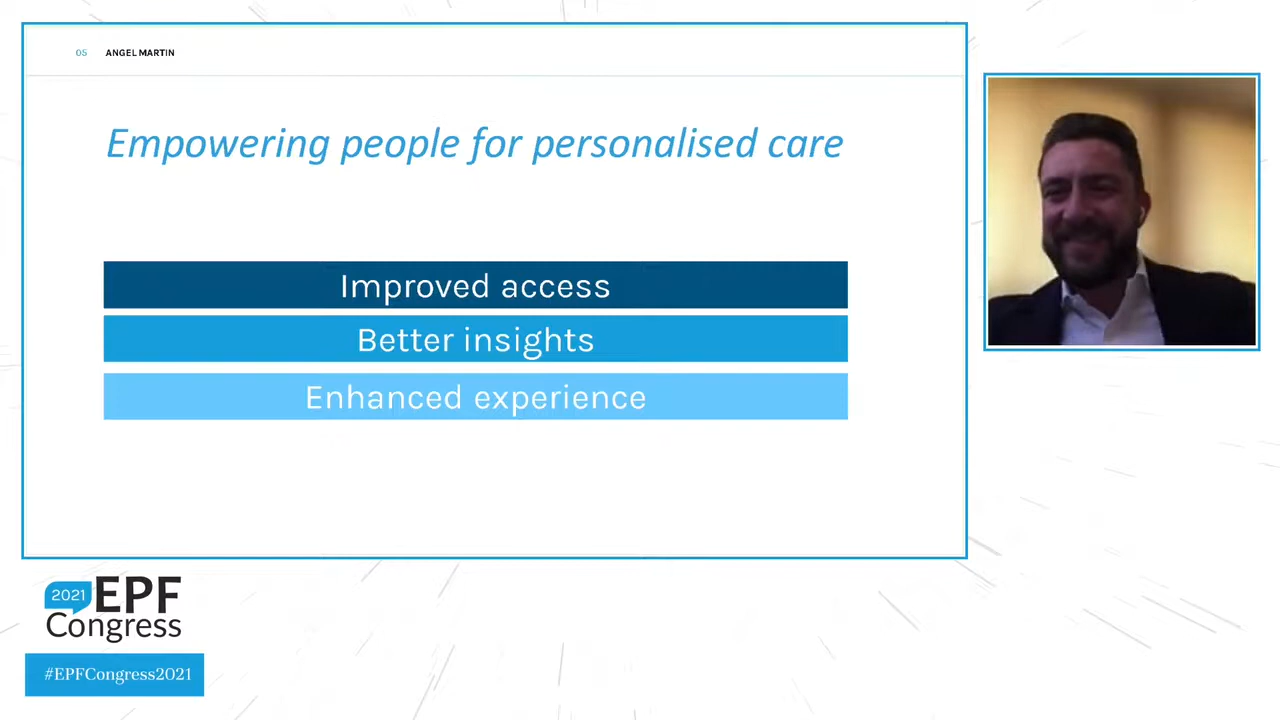 05 ANGEL MARTIN
Empowering people for personalised care
Improved access
Better insights
Enhanced experience
2021 EPF
Congress
#EPFCongress2021